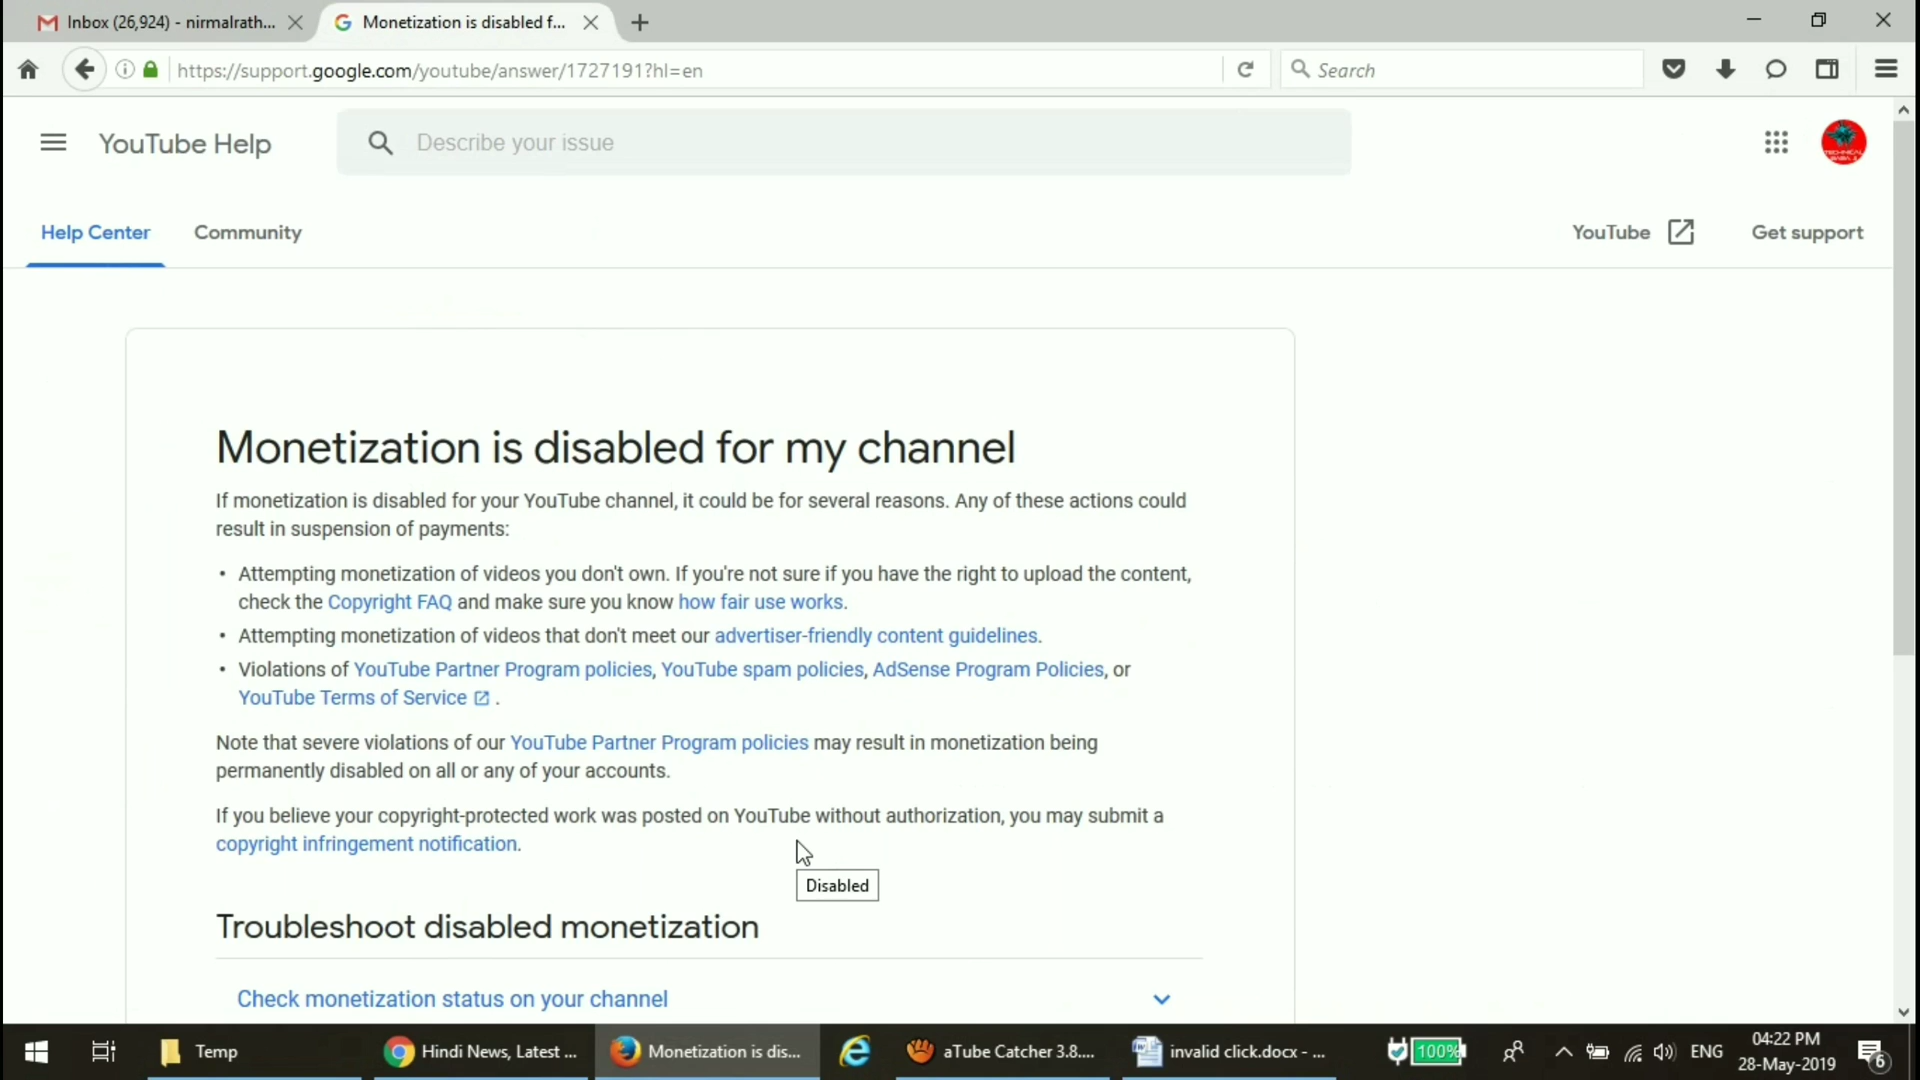 Inbox (26,924) - nirmalrath...
Monetization is disabled f...
https://support.google.com/youtube/answer/1727191?hl=en
Search
YouTube Help
Describe your issue
Help Center
Community
YouTube
Get support
Monetization is disabled for my channel
If monetization is disabled for your YouTube channel, it could be for several reasons. Any of these actions could
result in suspension of payments:
• Attempting monetization of videos you don't own. If you're not sure if you have the right to upload the content,
check the Copyright FAQ and make sure you know how fair use works.
• Attempting monetization of videos that don't meet our advertiser-friendly content guidelines.
• Violations of YouTube Partner Program policies, YouTube spam policies, AdSense Program Policies, or
YouTube Terms of Service .
Note that severe violations of our YouTube Partner Program policies may result in monetization being
permanently disabled on all or any of your accounts.
If you believe your copyright-protected work was posted on YouTube without authorization, you may submit a
copyright infringement notification.
Disabled
Troubleshoot disabled monetization
Check monetization status on your channel
Temp
Hindi News, Latest ...
Monetization is dis...
aTube Catcher 3.8....
invalid click.docx - ...
100%
ENG
04:22 PM
28-May-2019
6